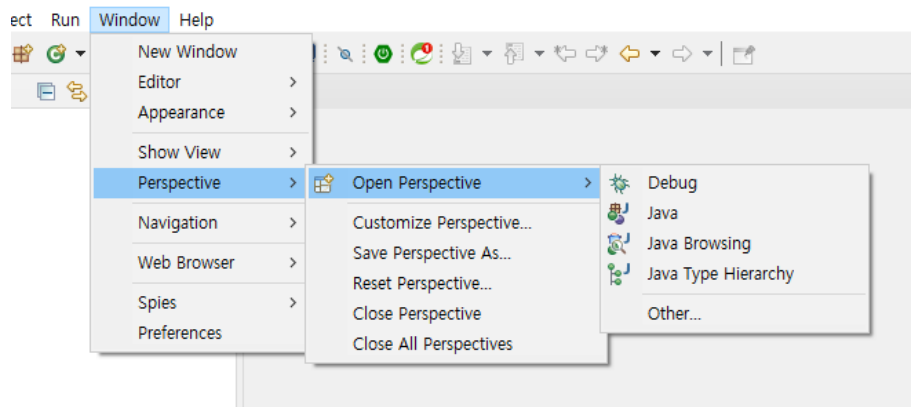 ect Run Window Help
New Window
Editor
Appearance
Show View
Perspective
Navigation
Web Browser
Spies
Preferences
Open Perspective
Customize Perspective...
Save Perspective As...
Reset Perspective...
Close Perspective
Close All Perspectives
Debug
Java
Java Browsing
Java Type Hierarchy
Other...